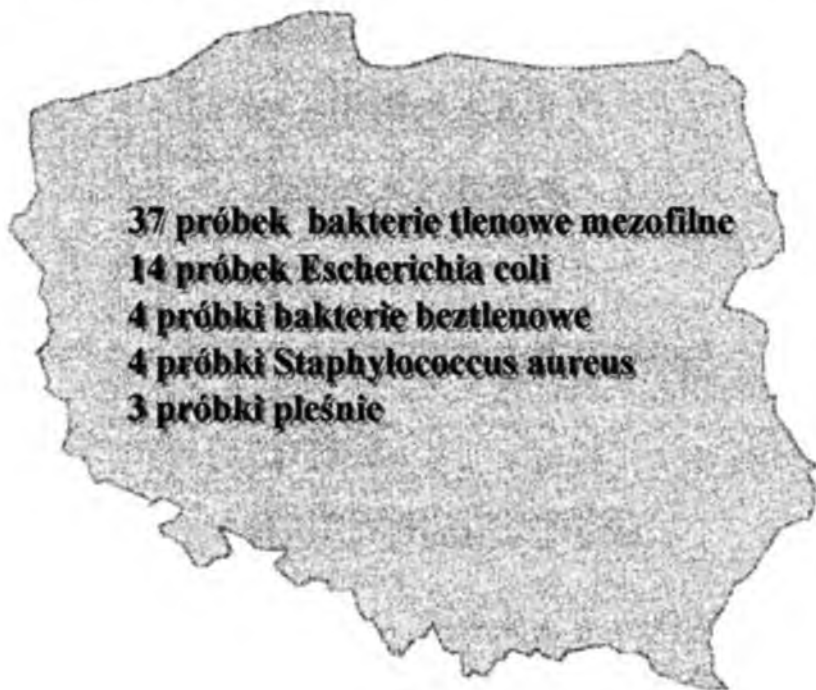 37 próbek bakterie tlenowe mezofilne
14 próbek Escherichia coli
4 próbki bakterie beztlenowe
4 próbki Staphylococcus aureus
3 próbki pleśnie